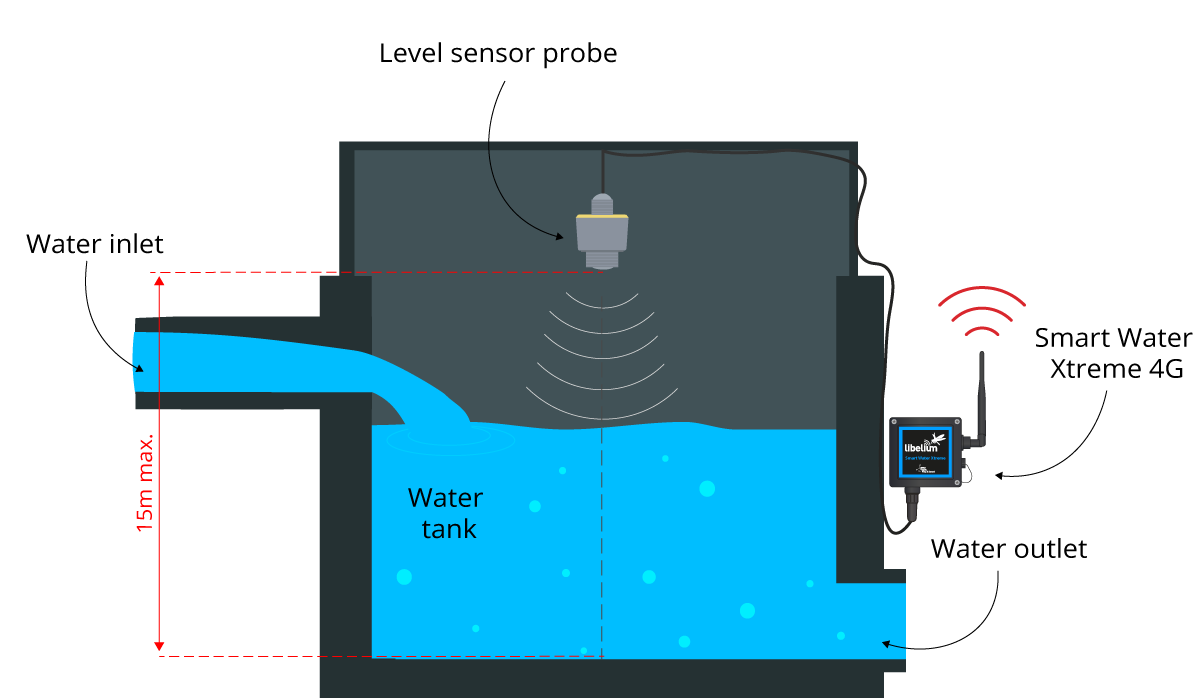 Level sensor probe
Water inlet
Smart Water
Xtreme 4G
15m max.
libelium
Smart Water Xtreme
Water
tank
Water outlet